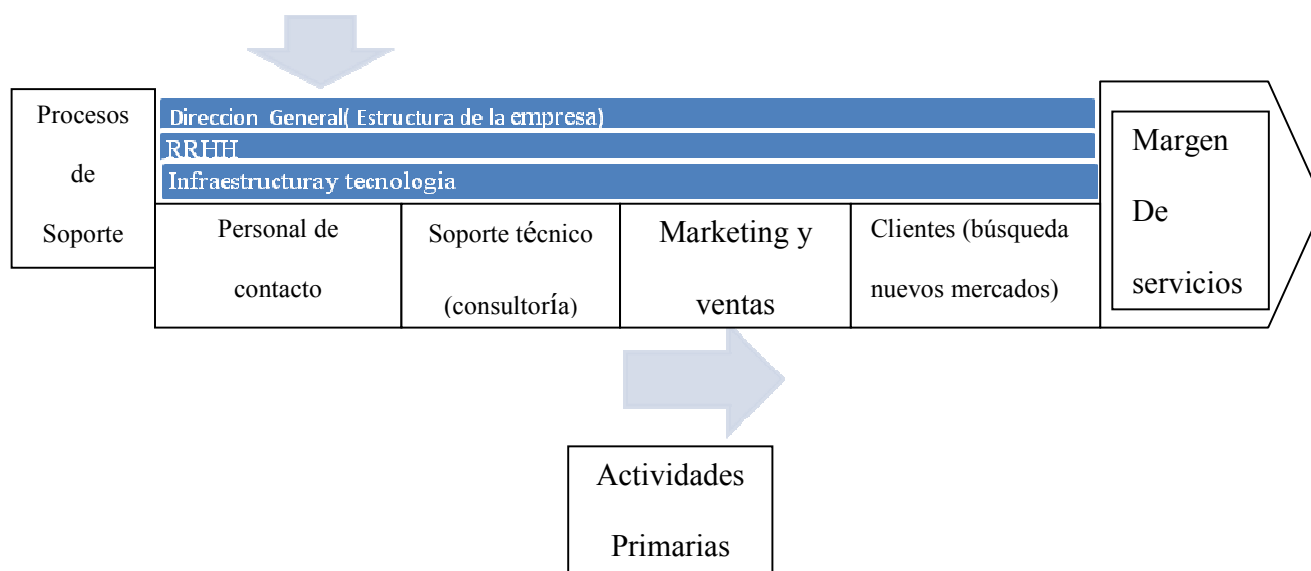 Procesos
de
Soporte
Direccion General( Estructura de la empresa)
RRHH
Infraestructuray tecnologia
Personal de
contacto
Soporte técnico
(consultoría)
Marketing y
ventas
Clientes (búsqueda
nuevos mercados)
Margen
De
servicios
Actividades
Primarias